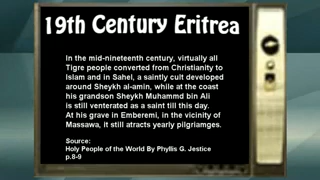 19th Century Eritrea
In the mid-nineteenth century, virtually all
Tigre people converted from Christianity to
Islam and in Sahel, a saintly cult developed
around Sheykh al-amin, while at the coast
his grandson Sheykh Muhammd bin Ali
is still venterated as a saint till this day.
At his grave in Emberemi, in the vicinity of
Massawa, it still atracts yearly pilgriamges.
Source:
Holy People of the World By Phyllis G. Jestice
p.8-9